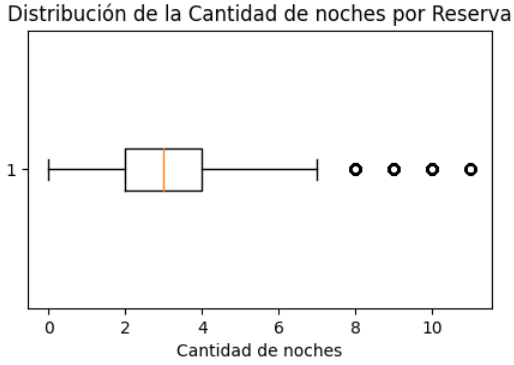 Distribución de la Cantidad de noches por Reserva
1
0 2 4 6 8 10
Cantidad de noches